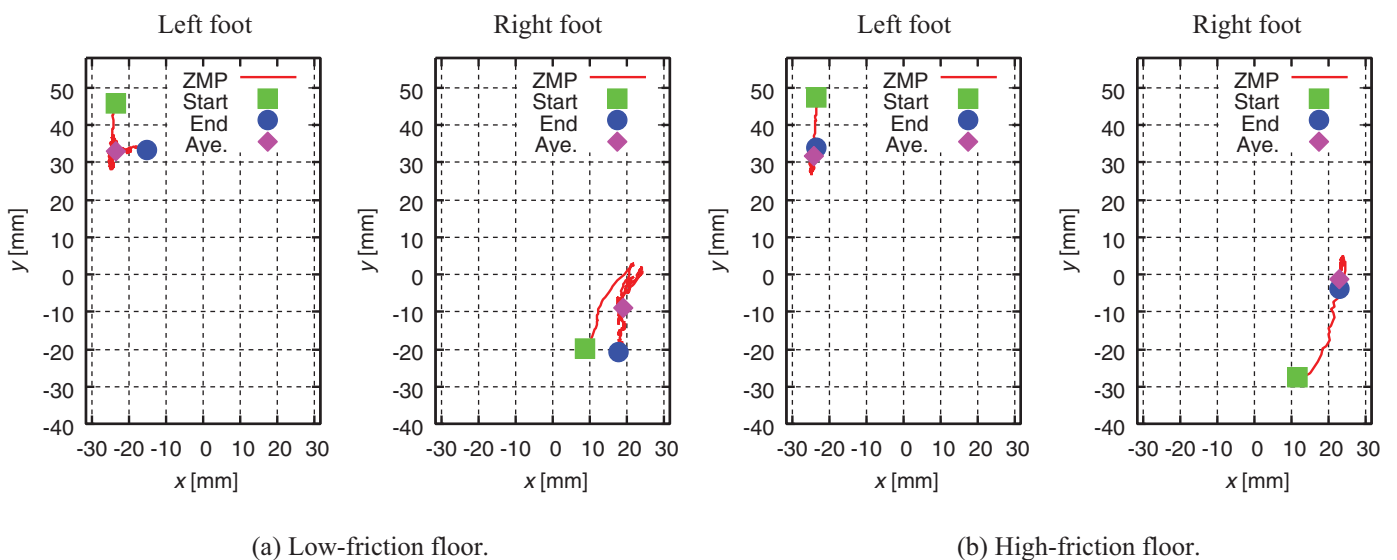 Left foot
ZMP
Start
End
Ave.
50
40
30
20
10
0
-10
-20
-30
-40
y [mm]
-30 -20 -10 0 10 20 30
x [mm]
Right foot
ZMP
Start
End
Ave.
50
40
30
20
10
0
-10
-20
-30
-40
y [mm]
-30 -20 -10 0 10 20 30
x [mm]
(a) Low-friction floor.
Left foot
ZMP
Start
End
Ave.
50
40
30
20
10
0
-10
-20
-30
-40
y [mm]
-30 -20 -10 0 10 20 30
x [mm]
Right foot
ZMP
Start
End
Ave.
50
40
30
20
10
0
-10
-20
-30
-40
y [mm]
-30 -20 -10 0 10 20 30
x [mm]
(b) High-friction floor.